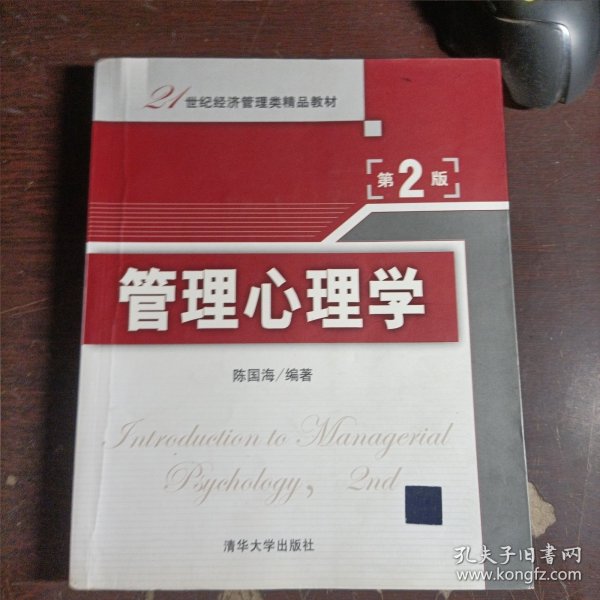 21世纪经济管理类精品教材
第2版
管理心理学
陈国海/编著
Introduction to Managerial
Psychology, 2nd
清华大学出版社
孔夫子旧书网
www.kongfz.com